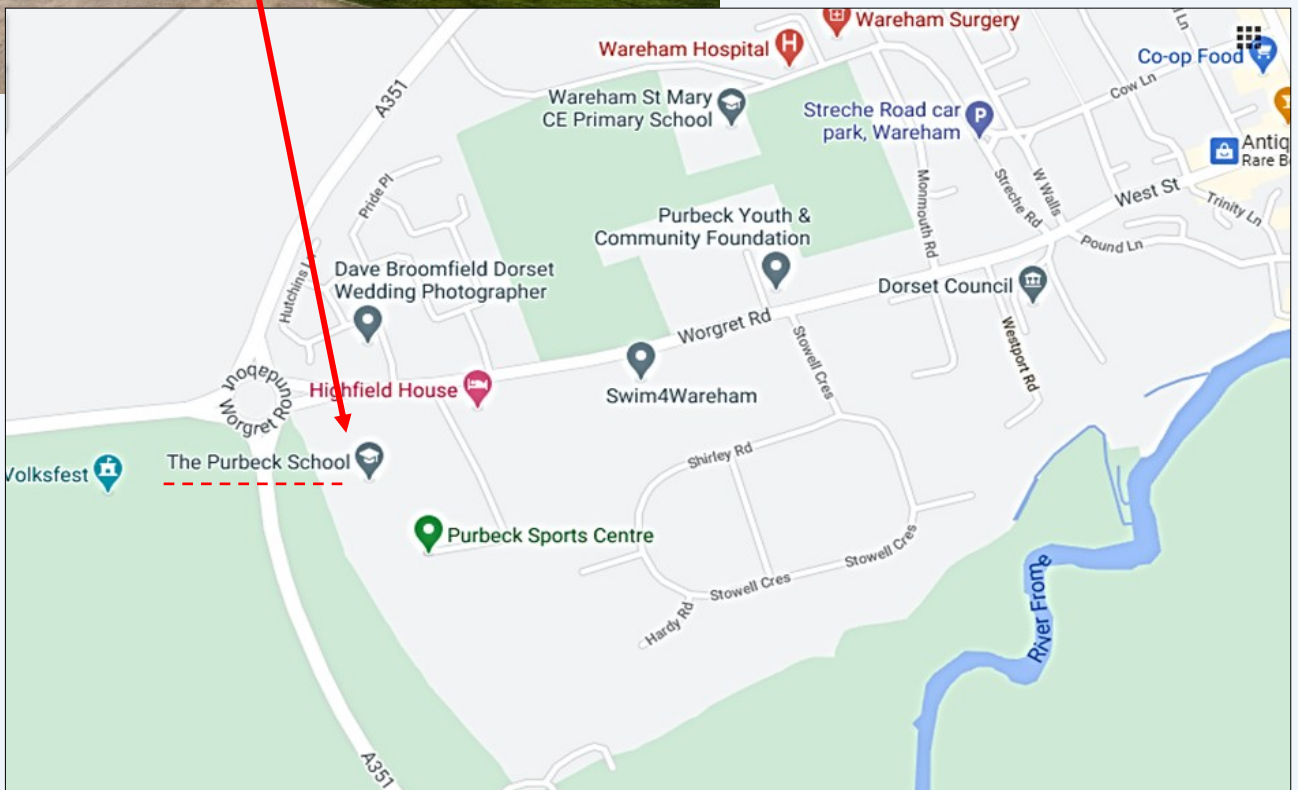 Wareham Surgery
Wareham Hospital
H
Co-op Food
Ln
A351
Wareham St Mary
CE Primary School
Cow Ln
Streche Road car
park, Wareham
P
Antiq
Rare B
Pride Pl
Monmouth Rd
Streche Rd
W Walls
West St
Trinity Ln
Purbeck Youth &
Community Foundation
Pound Ln
Hutchins L
Dave Broomfield Dorset
Wedding Photographer
Dorset Council
Worgret Rd
Stowell Cres
Westport Rd
Worgret Roundabout
Highfield House
Swim4Wareham
The Purbeck School
Volksfest
Shirley Rd
Purbeck Sports Centre
Stowell Cres
Stowell Cres
Hardy Rd
River Frome
A351